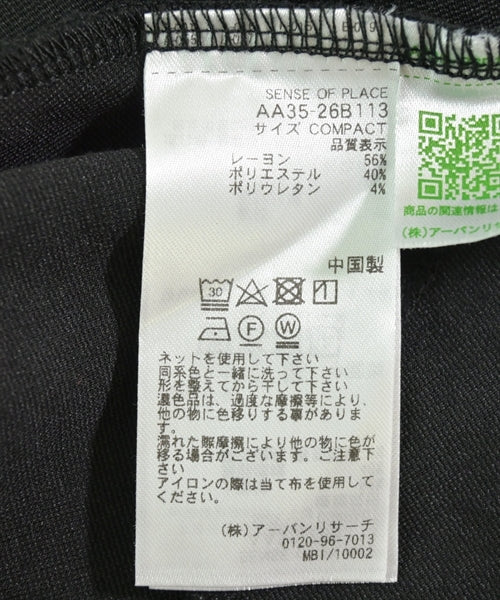 SENSE OF PLACE
AA35-26B113
サイズ COMPACT
品質表示
レーヨン 56%
ポリエステル 40%
ポリウレタン 4%
中国製
30
F W
ネットを使用して下さい
同系色と一緒に洗って下さい
形を整えてから干して下さい
濃色品は、過度な摩擦等により、
他の物に色移りする事がありま
す。
濡れた際摩擦により他の物に色が
移る場合がございます。ご注意下
さい
アイロンの際は当て布を使用して
ください。
(株)アーバンリサーチ
0120-96-7013
MBI/10002
商品の関連情報は
(株)アーバンリサ